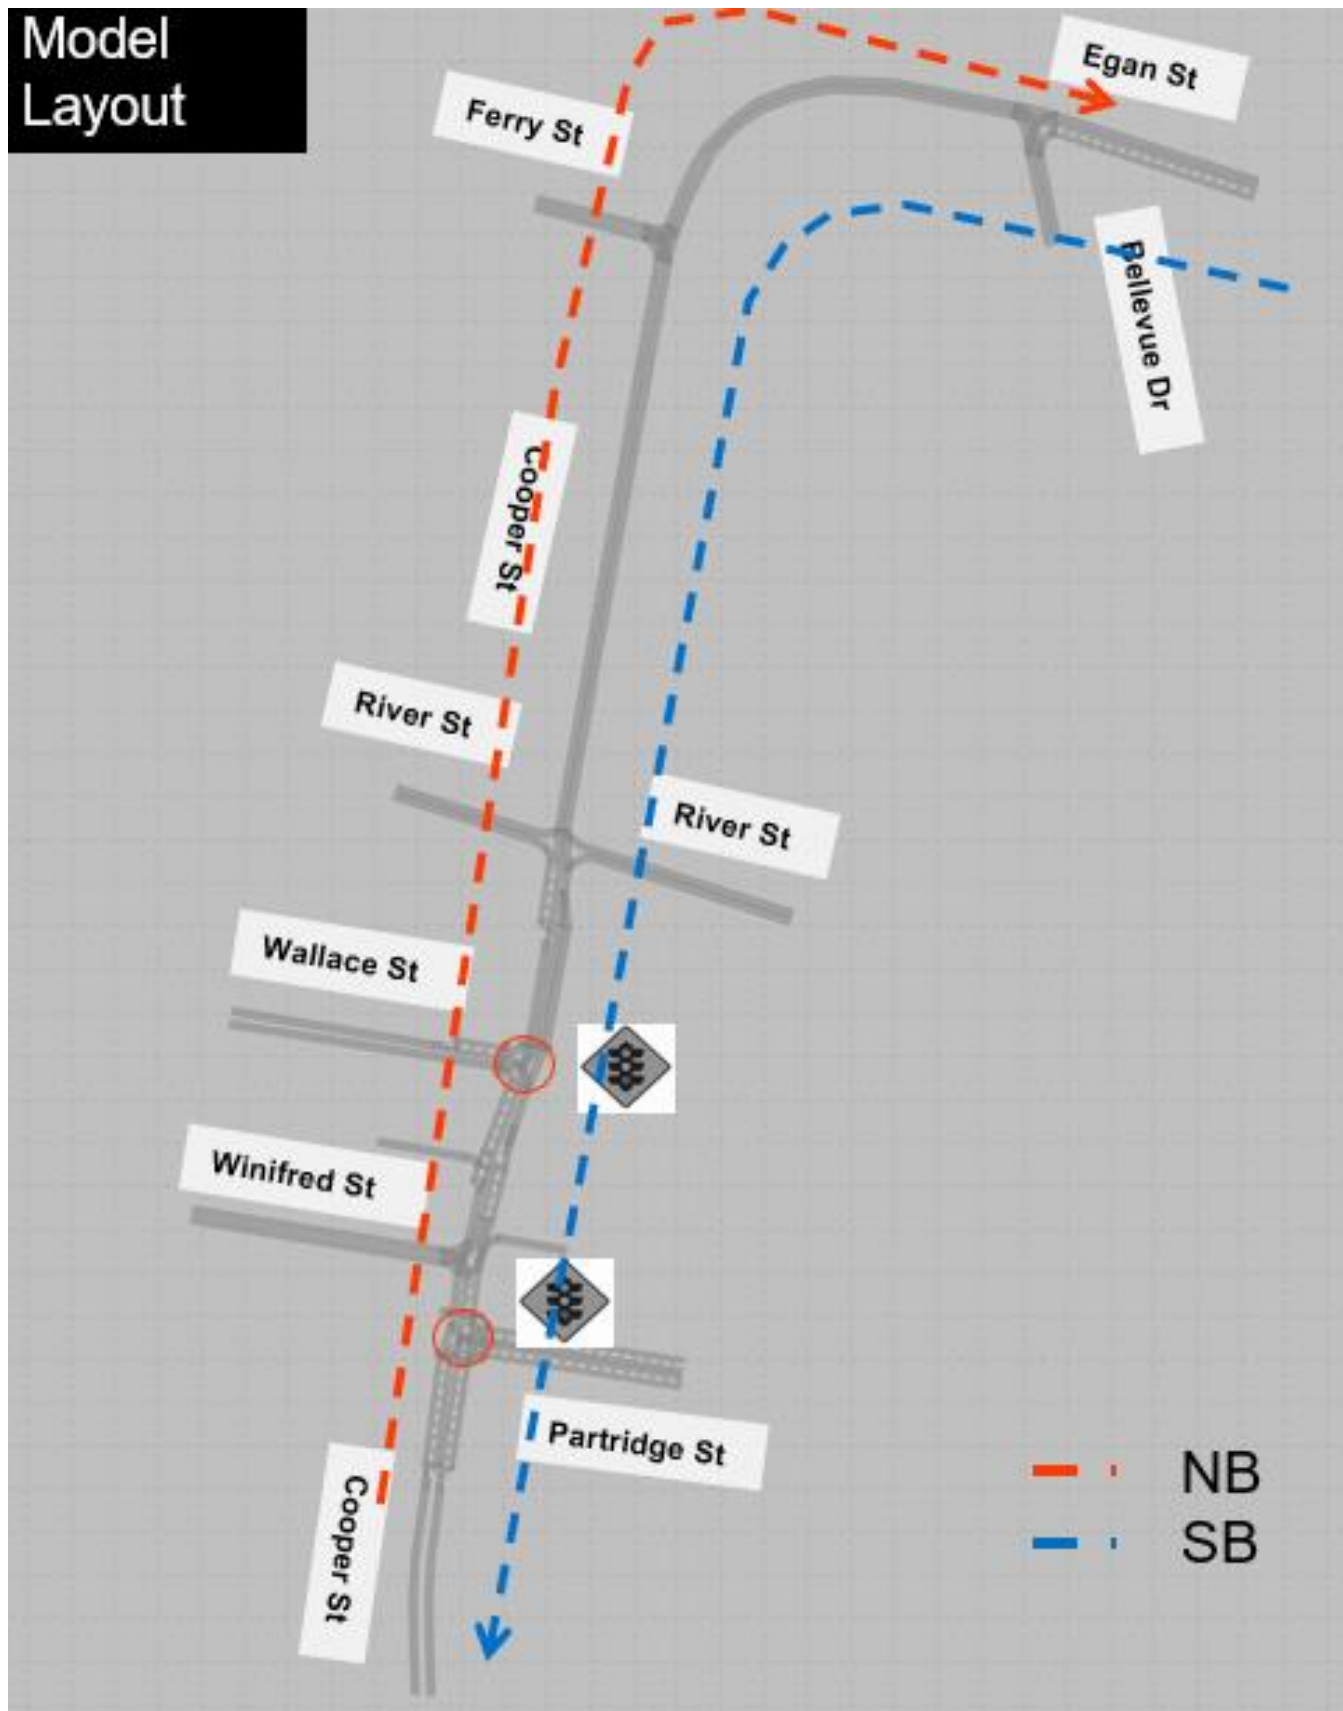 Model
Layout
Egan St
Ferry St
Bellevue Dr
Cooper St
River St
River St
Wallace St
Winifred St
Partridge St
Cooper St
NB
SB